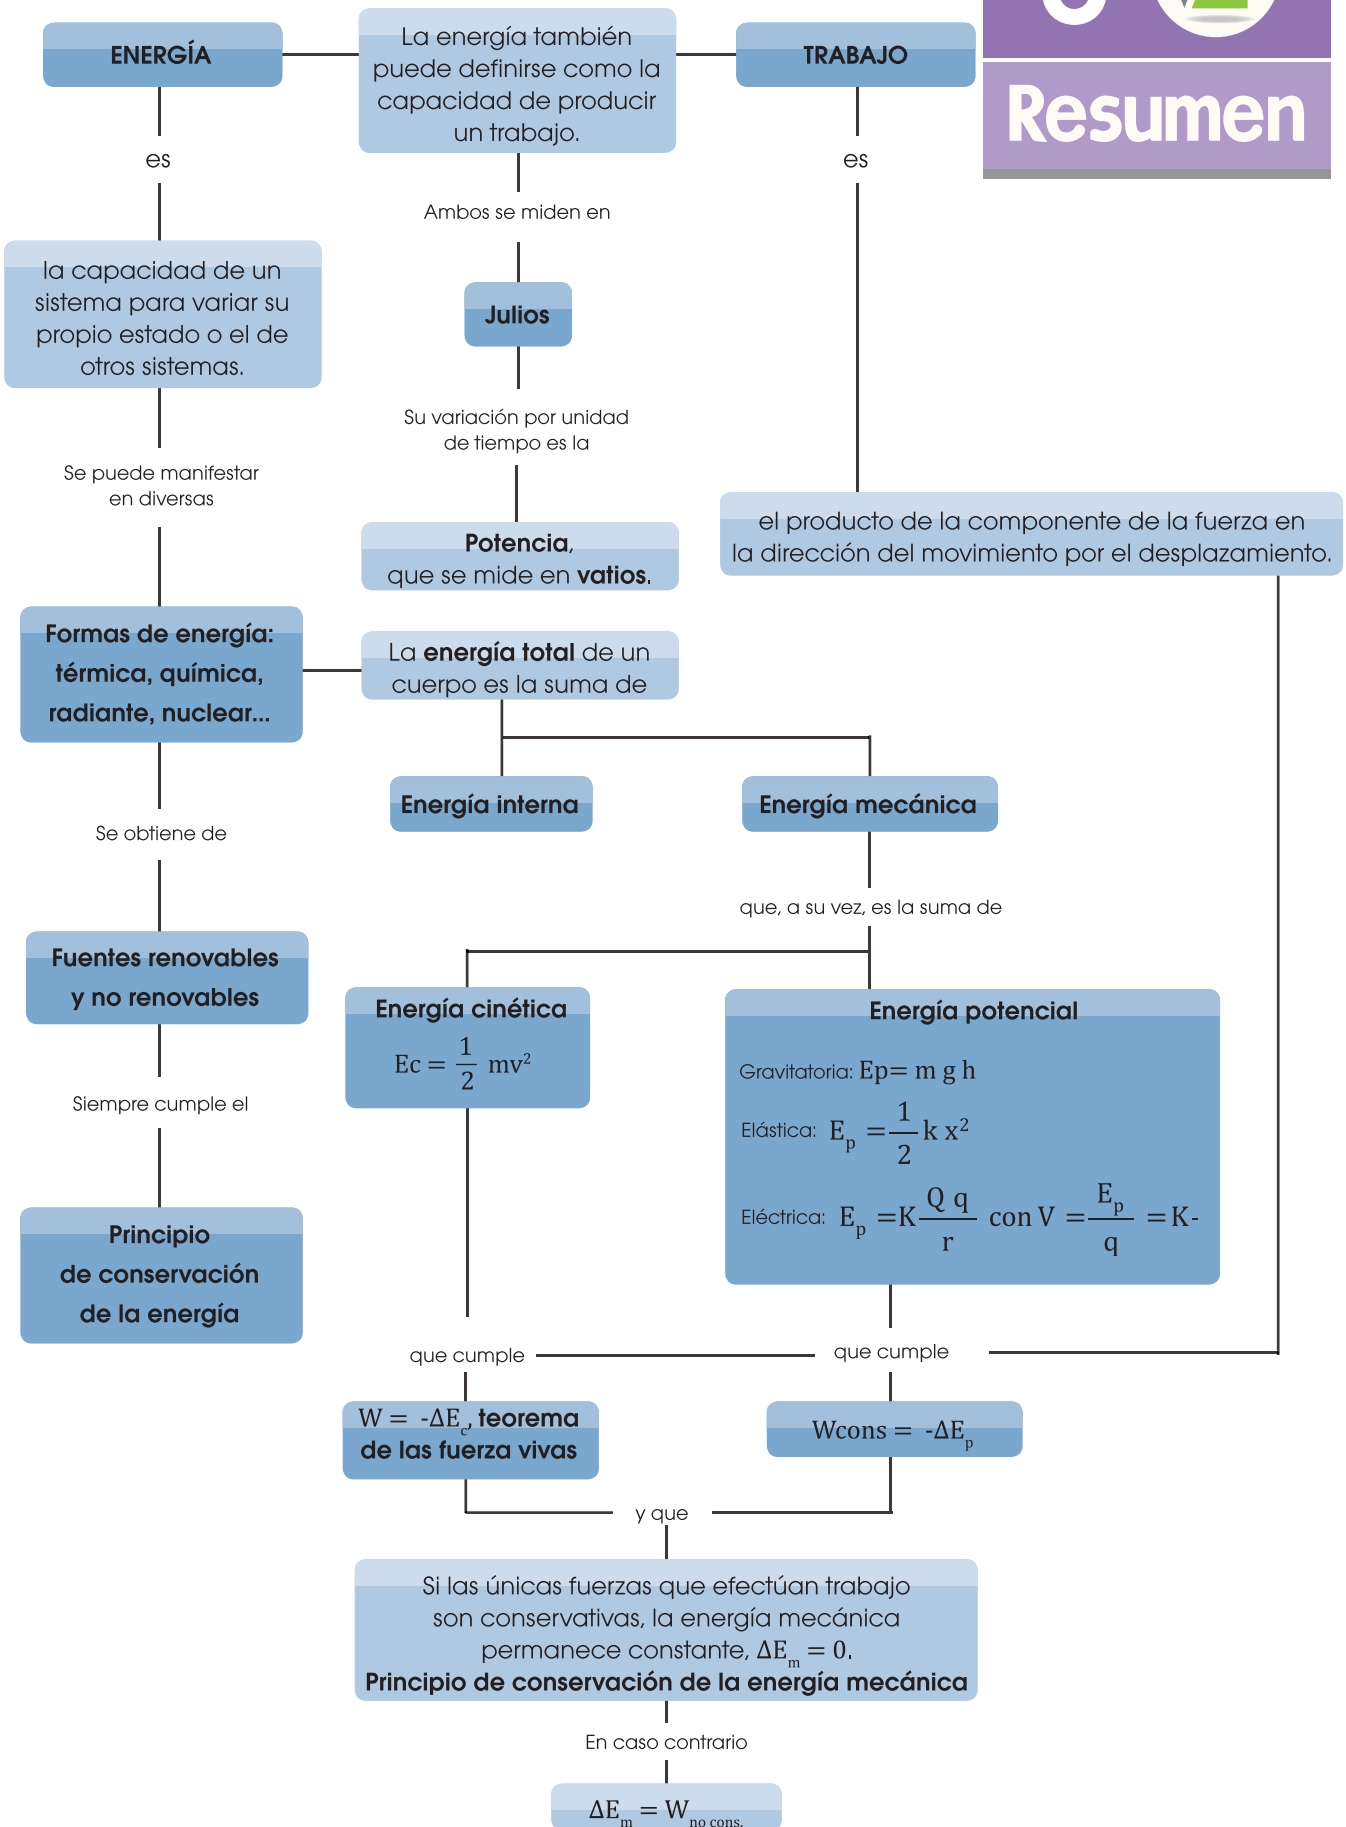 Resumen
ENERGÍA
La energía también
puede definirse como la
capacidad de producir
un trabajo.
TRABAJO
es
es
Ambos se miden en
la capacidad de un
sistema para variar su
propio estado o el de
otros sistemas.
Julios
Su variación por unidad
de tiempo es la
Se puede manifestar
en diversas
Potencia,
que se mide en vatios.
el producto de la componente de la fuerza en
la dirección del movimiento por el desplazamiento.
Formas de energía:
térmica, química,
radiante, nuclear...
La energía total de un
cuerpo es la suma de
Energía interna
Energía mecánica
Se obtiene de
que, a su vez, es la suma de
Fuentes renovables
y no renovables
Energía cinética
Ec = 1/2 mv²
Energía potencial
Gravitatoria: Ep= m g h
Elástica: E_p = 1/2 k x²
Eléctrica: E_p =K Q q/r con V = E_p/q = K-
Siempre cumple el
Principio
de conservación
de la energía
que cumple
que cumple
W = -ΔE_c, teorema
de las fuerza vivas
Wcons = -ΔE_p
y que
Si las únicas fuerzas que efectúan trabajo
son conservativas, la energía mecánica
permanece constante, ΔE_m = 0.
Principio de conservación de la energía mecánica
En caso contrario
ΔE_m = W_no cons.